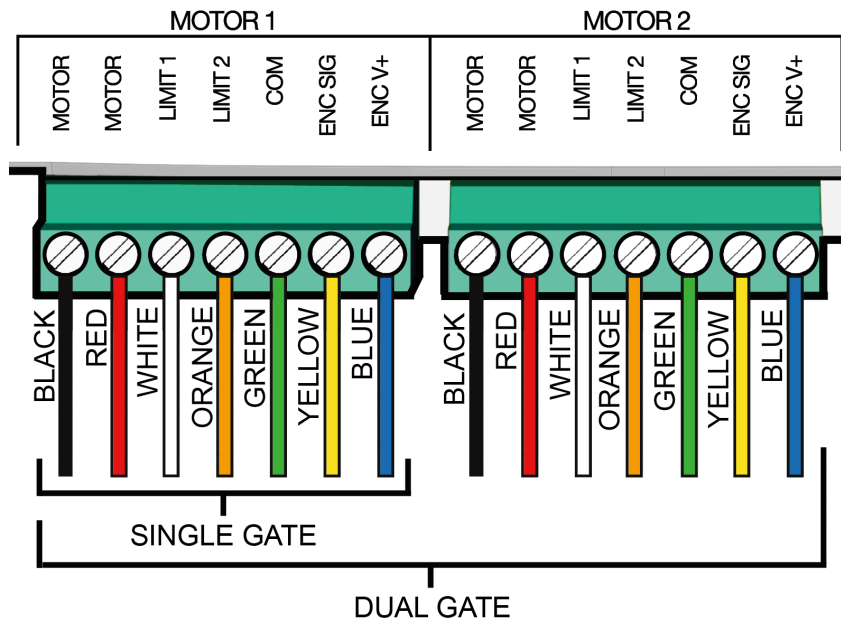 MOTOR 1 MOTOR 2
MOTOR MOTOR LIMIT 1 LIMIT 2 COM ENC SIG ENC V+ MOTOR MOTOR LIMIT 1 LIMIT 2 COM ENC SIG ENC V+
BLACK RED WHITE ORANGE GREEN YELLOW BLUE BLACK RED WHITE ORANGE GREEN YELLOW BLUE
SINGLE GATE
DUAL GATE